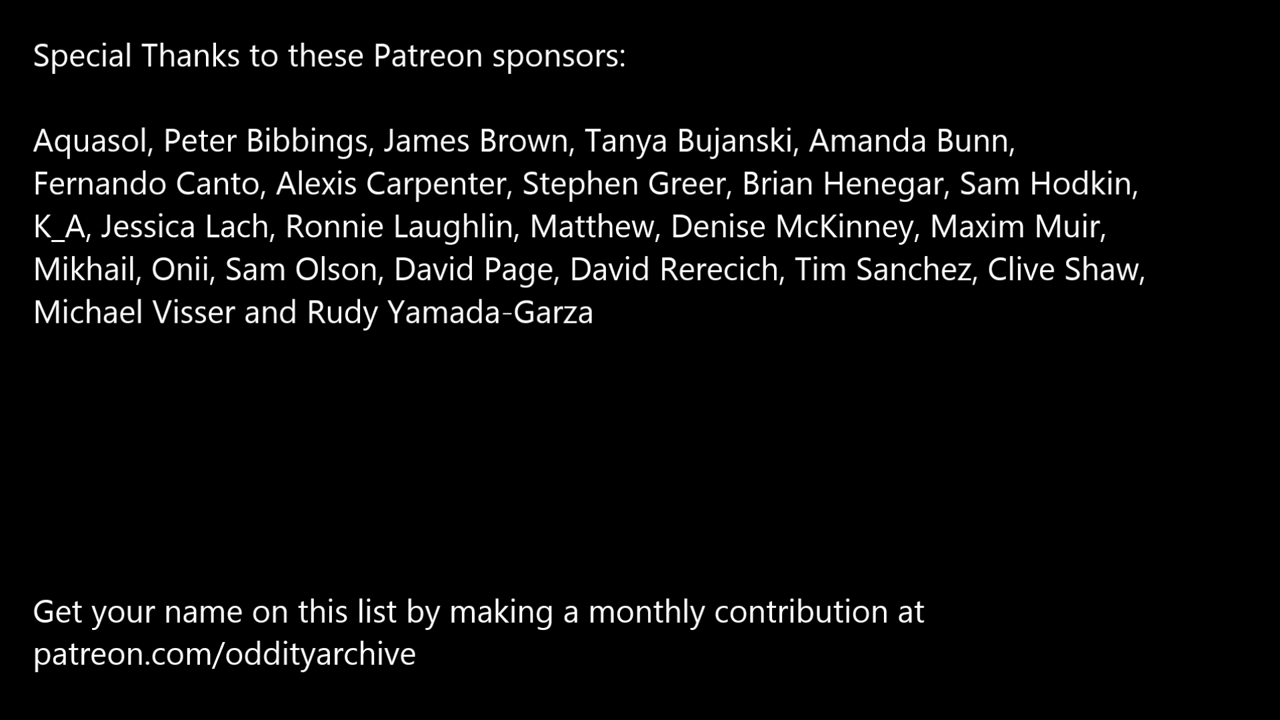 Special Thanks to these Patreon sponsors:
Aquasol, Peter Bibbings, James Brown, Tanya Bujanski, Amanda Bunn,
Fernando Canto, Alexis Carpenter, Stephen Greer, Brian Henegar, Sam Hodkin,
K_A, Jessica Lach, Ronnie Laughlin, Matthew, Denise McKinney, Maxim Muir,
Mikhail, Onii, Sam Olson, David Page, David Rerecich, Tim Sanchez, Clive Shaw,
Michael Visser and Rudy Yamada-Garza
Get your name on this list by making a monthly contribution at
patreon.com/oddityarchive